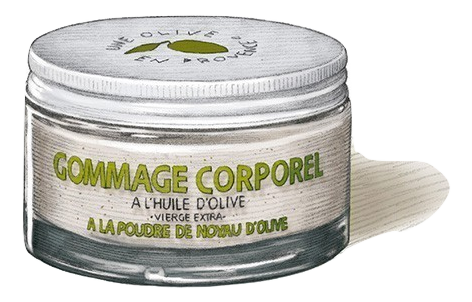 UNE OLIVE
EN PROVENCE
GOMMAGE CORPOREL
A L'HUILE D'OLIVE
-VIERGE EXTRA-
A LA POUDRE DE NOYAU D'OLIVE